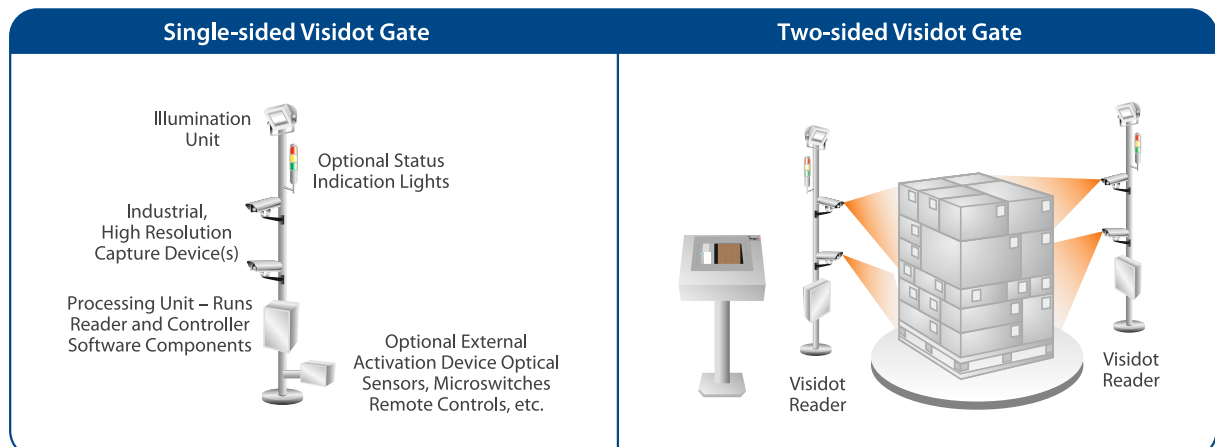 Single-sided Visidot Gate
Two-sided Visidot Gate
Illumination
Unit
Optional Status
Indication Lights
Industrial,
High Resolution
Capture Device(s)
Processing Unit – Runs
Reader and Controller
Software Components
Optional External
Activation Device Optical
Sensors, Microswitches
Remote Controls, etc.
Visidot
Reader
Visidot
Reader